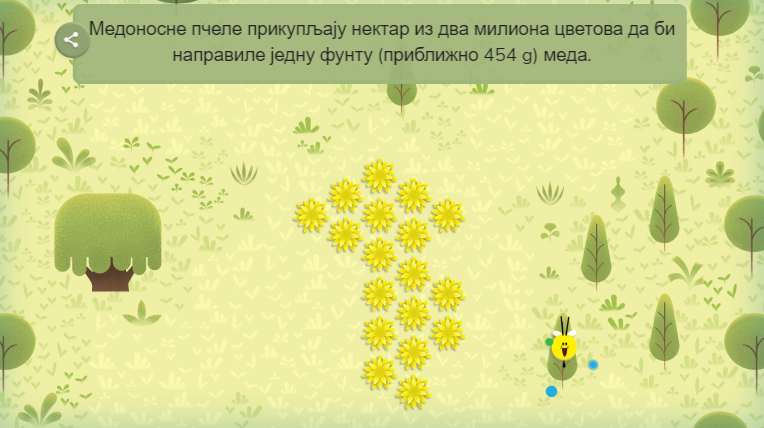 Медоносне пчеле прикупљају нектар из два милиона цветова да би
направиле једну фунту (приближно 454 g) меда.